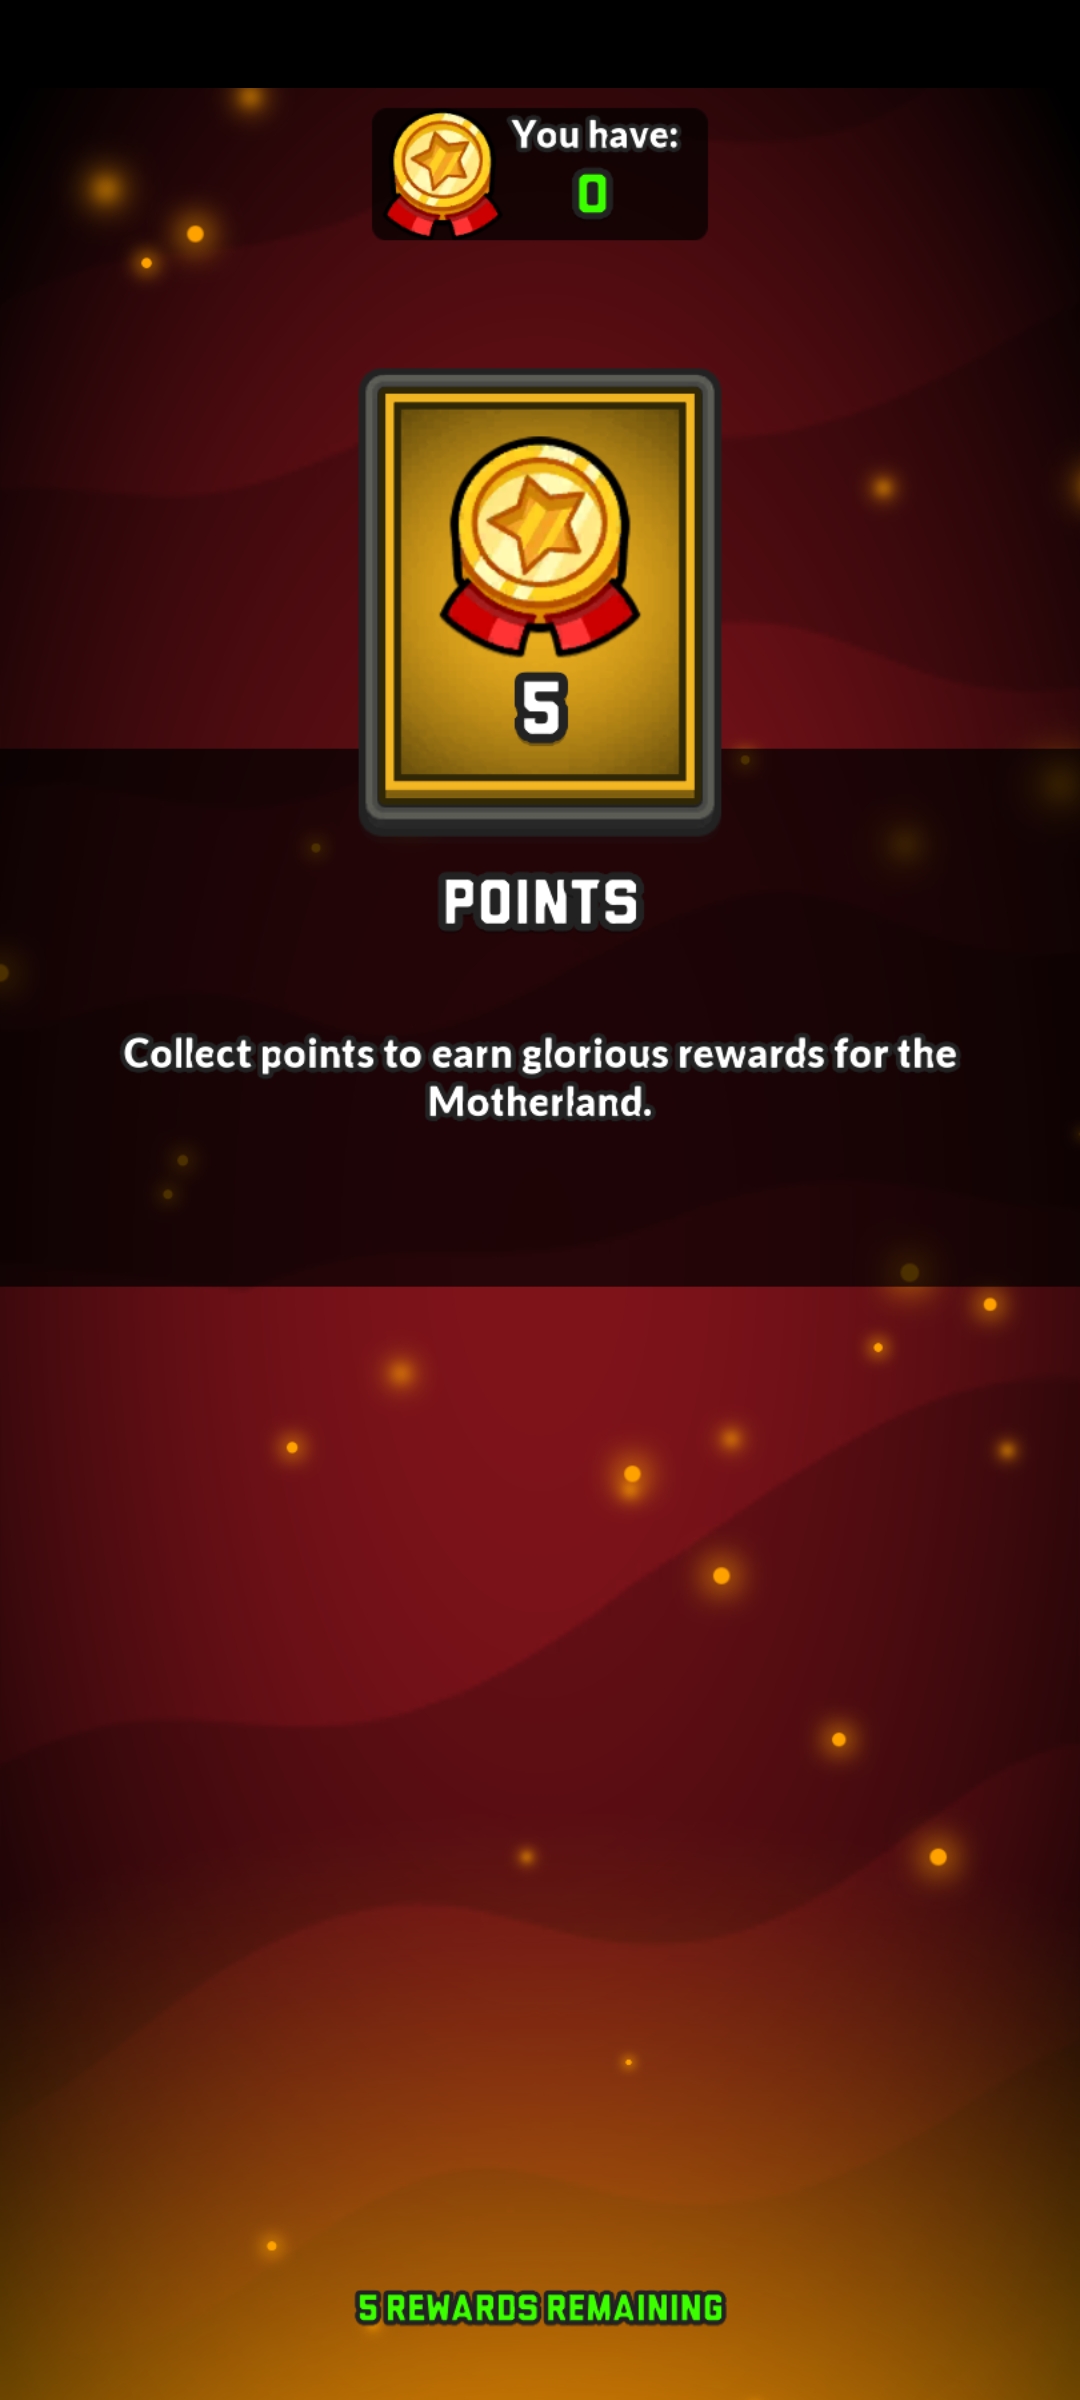 You have:
0
5
POINTS
Collect points to earn glorious rewards for the
Motherland.
5 REWARDS REMAINING